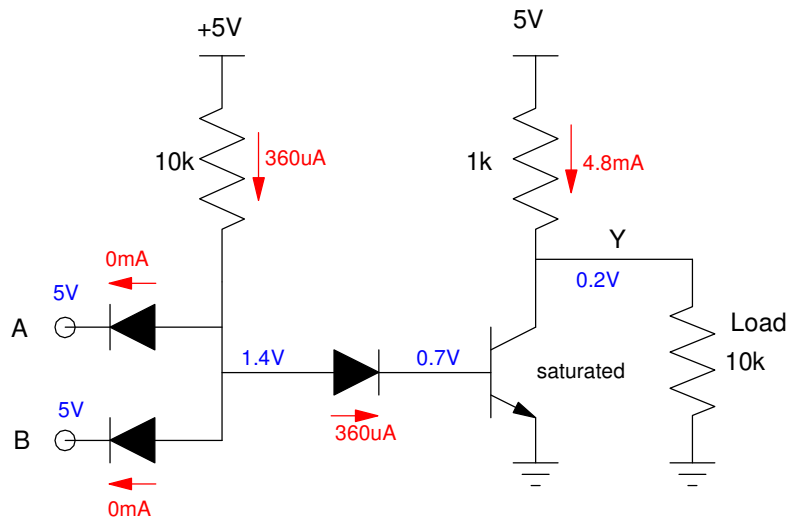 +5V
5V
10k
360uA
1k
4.8mA
0mA
Y
5V
0.2V
A
Load
1.4V
0.7V
saturated
10k
5V
B
360uA
0mA